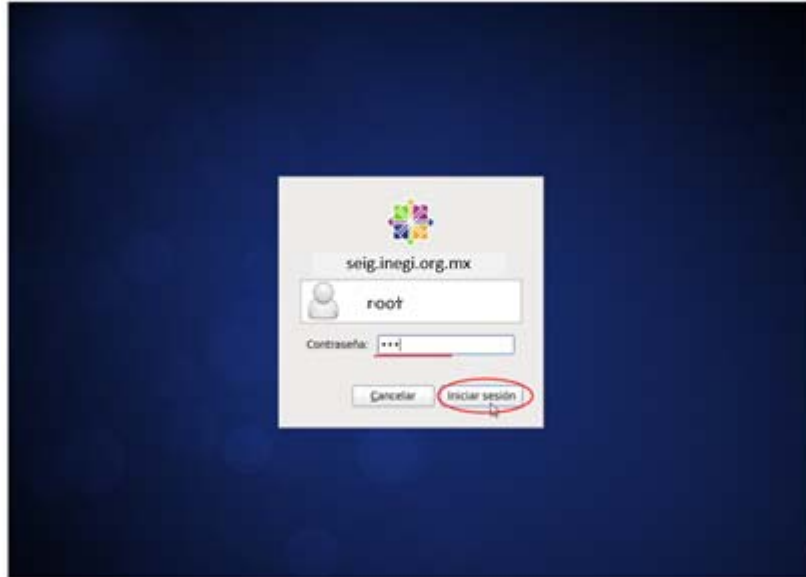 seig.inegi.org.mx
root
Contraseña: •••
Cancelar Iniciar sesión